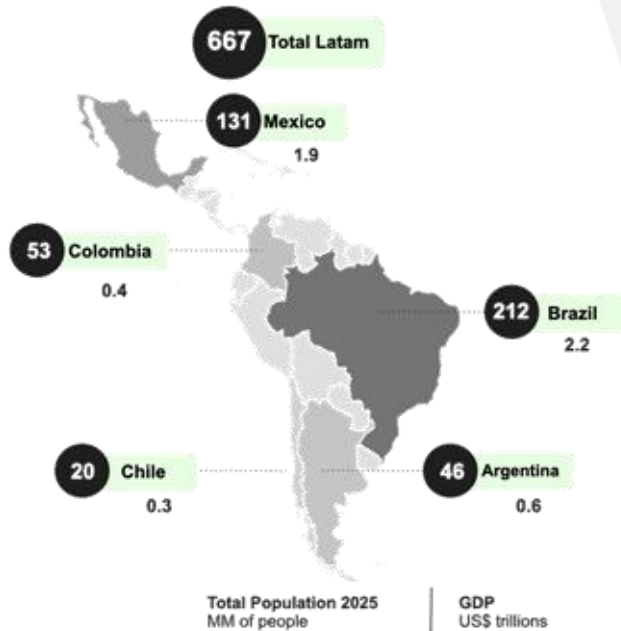 667 Total Latam
131 Mexico
1.9
53 Colombia
0.4
212 Brazil
2.2
20 Chile
0.3
46 Argentina
0.6
Total Population 2025
MM of people
GDP
US$ trillions